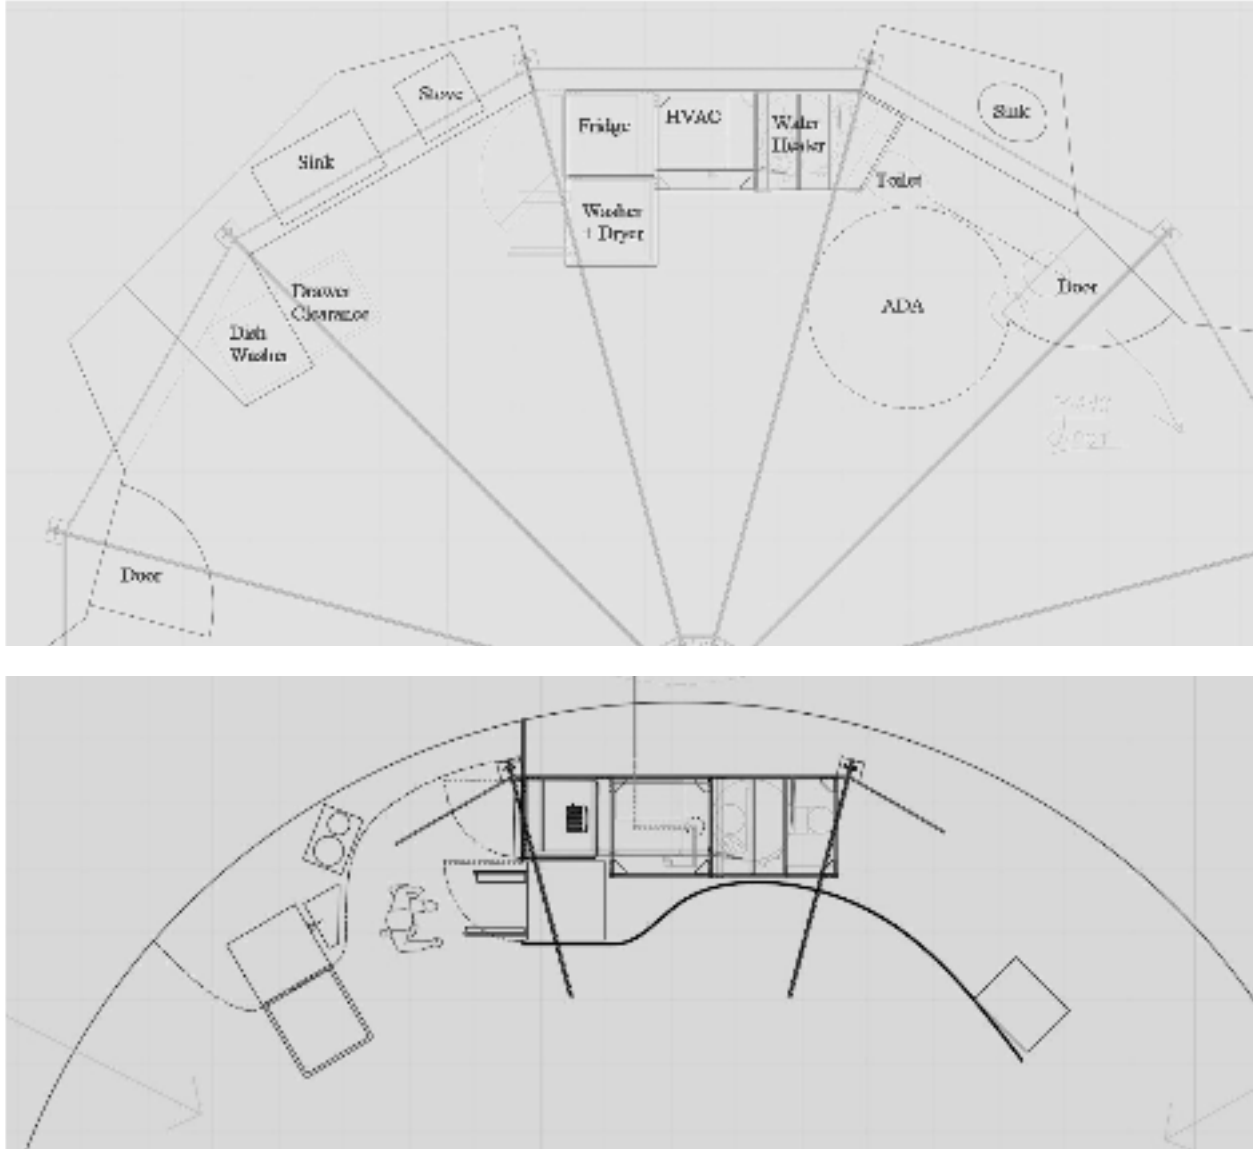 Stove
Sink
Fridge
HVAC
Water
Heater
Sink
Toilet
Washer
+ Dryer
Drawer
Clearance
Dish
Washer
ADA
Door
Door